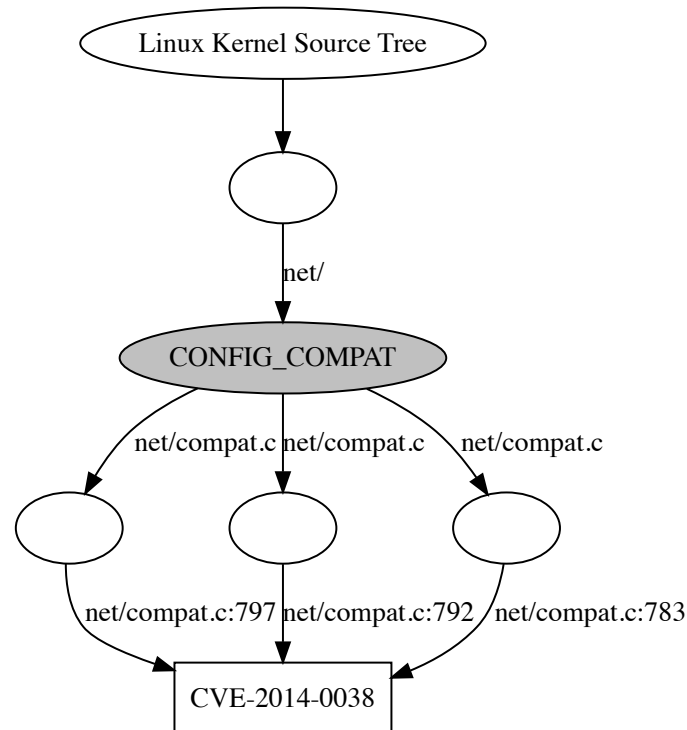 Linux Kernel Source Tree
net/
CONFIG_COMPAT
net/compat.c net/compat.c net/compat.c
net/compat.c:797 net/compat.c:792 net/compat.c:783
CVE-2014-0038